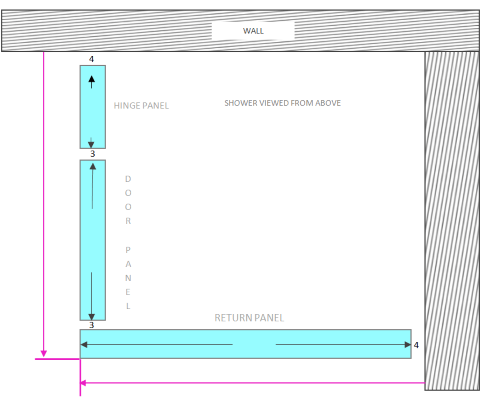 WALL
4
HINGE PANEL
SHOWER VIEWED FROM ABOVE
3
D
O
O
R
P
A
N
E
L
3
RETURN PANEL
4